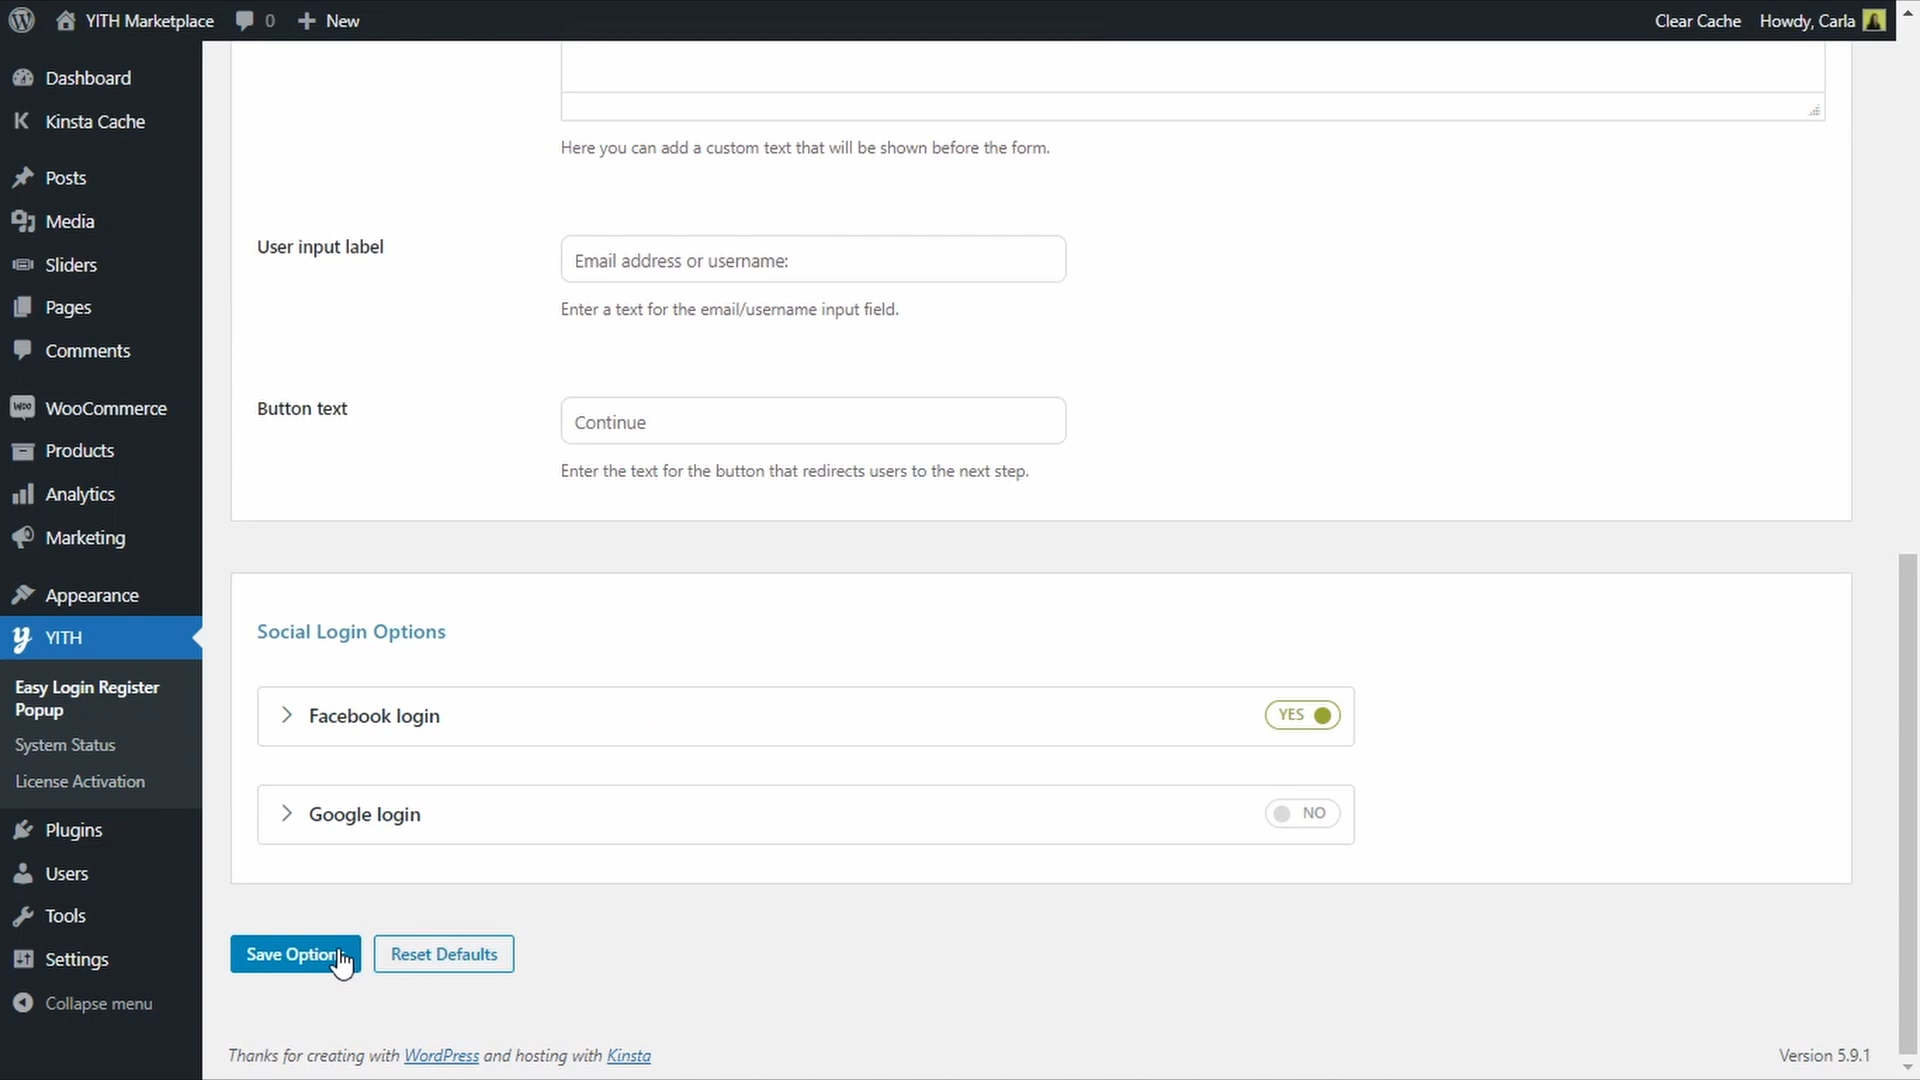 YITH Marketplace 0 New Clear Cache Howdy, Carla
Dashboard
Kinsta Cache
Posts
Media
Sliders
Pages
Comments
WooCommerce
Products
Analytics
Marketing
Appearance
YITH
Easy Login Register
Popup
System Status
License Activation
Plugins
Users
Tools
Settings
Collapse menu
Here you can add a custom text that will be shown before the form.
User input label
Email address or username:
Enter a text for the email/username input field.
Button text
Continue
Enter the text for the button that redirects users to the next step.
Social Login Options
Facebook login YES
Google login NO
Save Options Reset Defaults
Thanks for creating with WordPress and hosting with Kinsta
Version 5.9.1